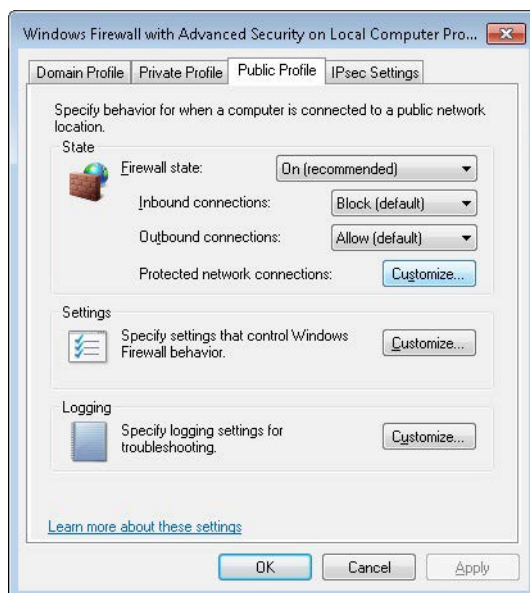 Windows Firewall with Advanced Security on Local Computer Pro...
Domain Profile Private Profile Public Profile IPsec Settings
Specify behavior for when a computer is connected to a public network
location.
State
Firewall state: On (recommended)
Inbound connections: Block (default)
Outbound connections: Allow (default)
Protected network connections: Customize...
Settings
Specify settings that control Windows
Firewall behavior.
Customize...
Logging
Specify logging settings for
troubleshooting.
Customize...
Learn more about these settings
OK Cancel Apply